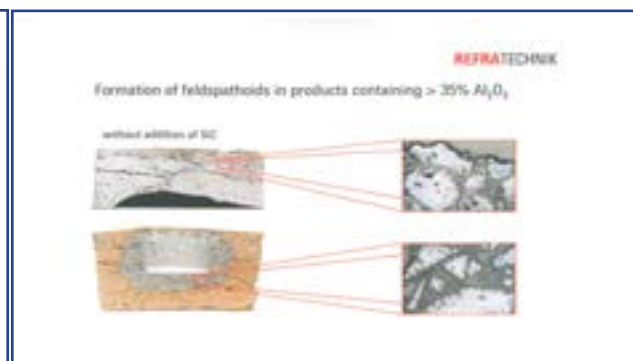 REFRATECHNIK
Formation of feldspathoids in products containing > 35% Al₂O₃
without addition of SiC